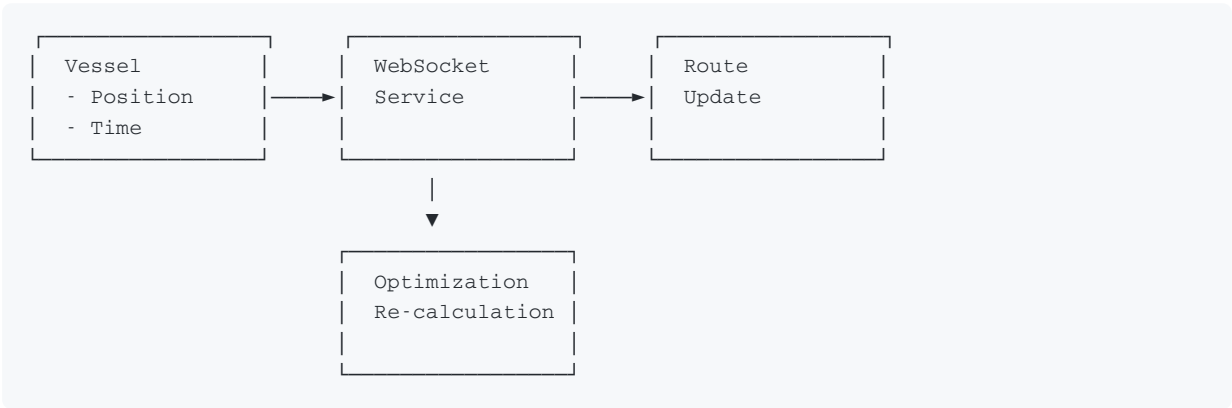 Vessel
- Position
- Time
WebSocket
Service
Route
Update
Optimization
Re-calculation